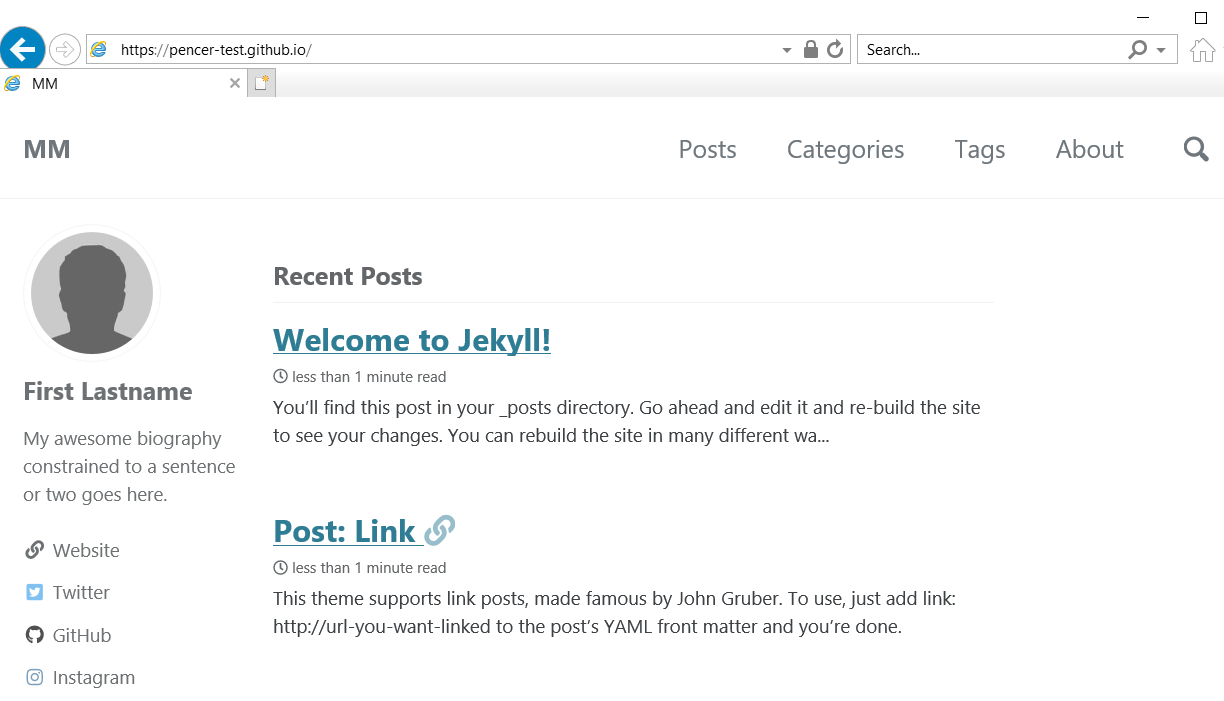 https://pencer-test.github.io/
Search...
MM
MM
Posts
Categories
Tags
About
First Lastname
My awesome biography
constrained to a sentence
or two goes here.
Website
Twitter
GitHub
Instagram
Recent Posts
Welcome to Jekyll!
less than 1 minute read
You’ll find this post in your _posts directory. Go ahead and edit it and re-build the site
to see your changes. You can rebuild the site in many different wa...
Post: Link
less than 1 minute read
This theme supports link posts, made famous by John Gruber. To use, just add link:
http://url-you-want-linked to the post’s YAML front matter and you’re done.